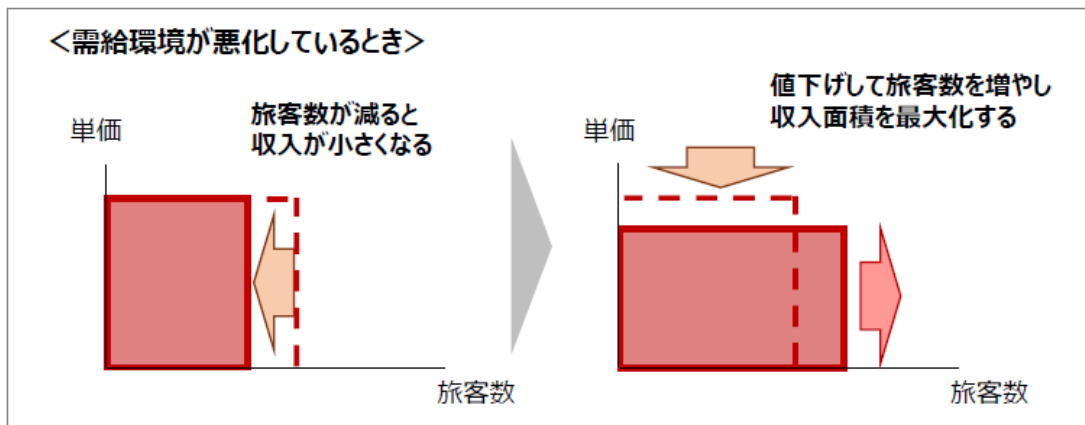 ＜需給環境が悪化しているとき＞
旅客数が減ると
収入が小さくなる
単価
旅客数
値下げして旅客数を増やし
収入面積を最大化する
単価
旅客数